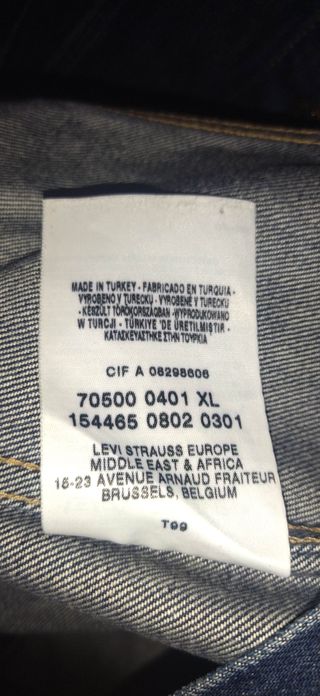 MADE IN TURKEY - FABRICADO EN TURQUIA -
VYROBENO V TURECKU - VYROBENÉ V TURECKU
- KESZÜLT TÖRÖKORSZÁGBAN - WYPRODUKOWANO
W TURCJI - TÜRKIYE 'DE ÜRETILMISTIR -
ΚΑΤΑΣΚΕΥΑΣΤΗΚΕ ΣΤΗΝ ΤΟΥΡΚΙΑ
CIF A 08298606
70500 0401 XL
154465 0802 0301
LEVI STRAUSS EUROPE
MIDDLE EAST & AFRICA
15-23 AVENUE ARNAUD FRAITEUR
BRUSSELS, BELGIUM
T99